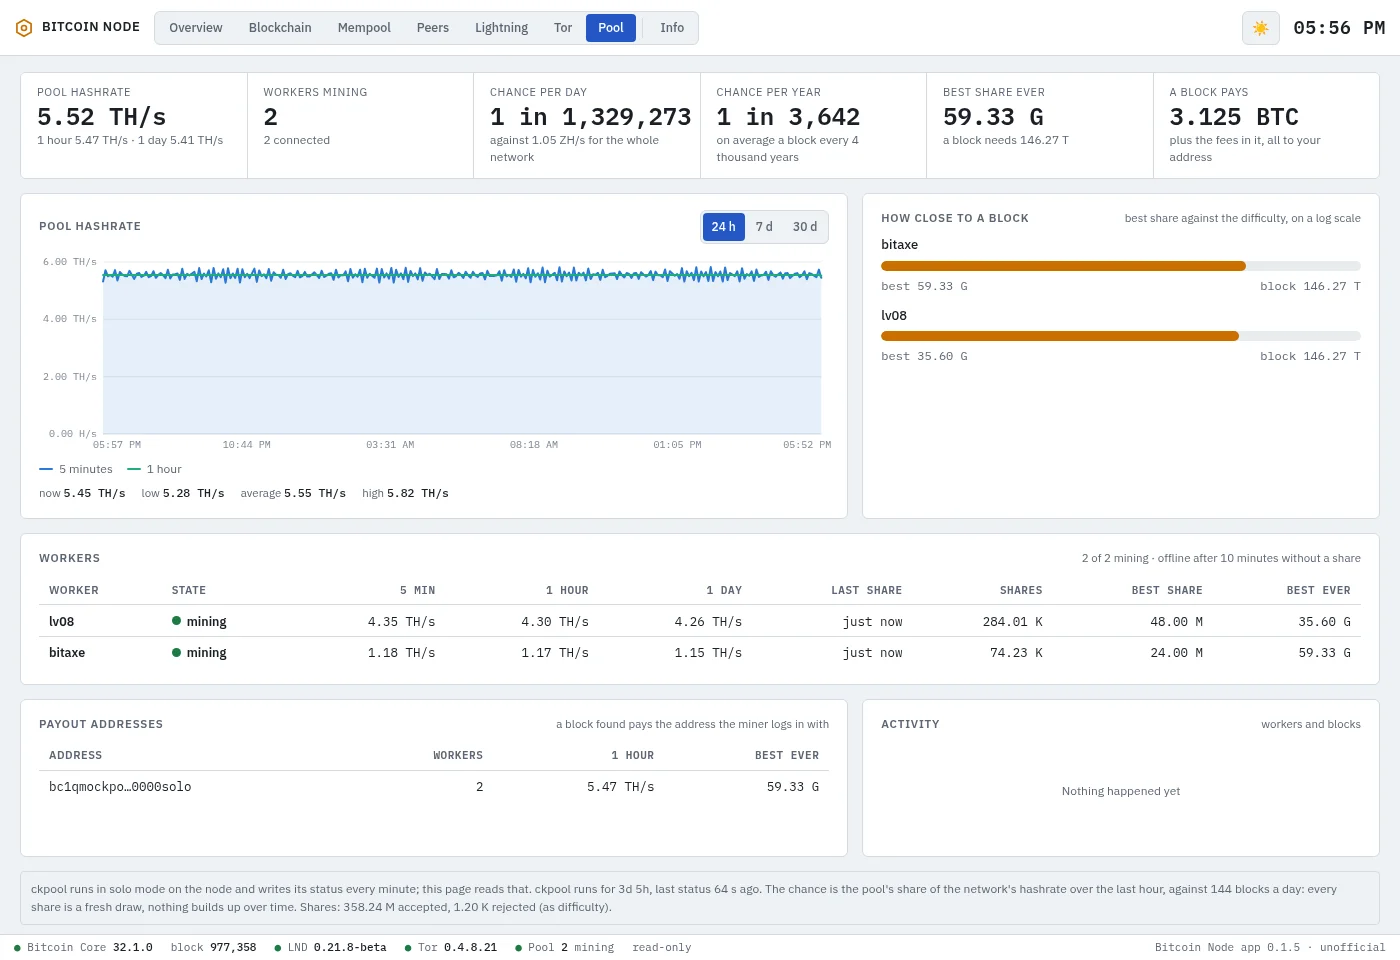 BITCOIN NODE
Overview Blockchain Mempool Peers Lightning Tor Pool Info
05:56 PM
POOL HASHRATE
5.52 TH/s
1 hour 5.47 TH/s · 1 day 5.41 TH/s
WORKERS MINING
2
2 connected
CHANCE PER DAY
1 in 1,329,273
against 1.05 ZH/s for the whole
network
CHANCE PER YEAR
1 in 3,642
on average a block every 4
thousand years
BEST SHARE EVER
59.33 G
a block needs 146.27 T
A BLOCK PAYS
3.125 BTC
plus the fees in it, all to your
address
POOL HASHRATE
24 h 7 d 30 d
6.00 TH/s
4.00 TH/s
2.00 TH/s
0.00 H/s
05:57 PM 10:44 PM 03:31 AM 08:18 AM 01:05 PM 05:52 PM
5 minutes 1 hour
now 5.45 TH/s low 5.28 TH/s average 5.55 TH/s high 5.82 TH/s
HOW CLOSE TO A BLOCK best share against the difficulty, on a log scale
bitaxe
best 59.33 G block 146.27 T
lv08
best 35.60 G block 146.27 T
WORKERS 2 of 2 mining · offline after 10 minutes without a share
WORKER STATE 5 MIN 1 HOUR 1 DAY LAST SHARE SHARES BEST SHARE BEST EVER
lv08 mining 4.35 TH/s 4.30 TH/s 4.26 TH/s just now 284.01 K 48.00 M 35.60 G
bitaxe mining 1.18 TH/s 1.17 TH/s 1.15 TH/s just now 74.23 K 24.00 M 59.33 G
PAYOUT ADDRESSES a block found pays the address the miner logs in with
ADDRESS WORKERS 1 HOUR BEST EVER
bc1qmockpo…0000solo 2 5.47 TH/s 59.33 G
ACTIVITY workers and blocks
Nothing happened yet
ckpool runs in solo mode on the node and writes its status every minute; this page reads that. ckpool runs for 3d 5h, last status 64 s ago. The chance is the pool's share of the network's hashrate over the last hour, against 144 blocks a day: every
share is a fresh draw, nothing builds up over time. Shares: 358.24 M accepted, 1.20 K rejected (as difficulty).
Bitcoin Core 32.1.0 block 977,358 LND 0.21.8-beta Tor 0.4.8.21 Pool 2 mining read-only Bitcoin Node app 0.1.5 · unofficial